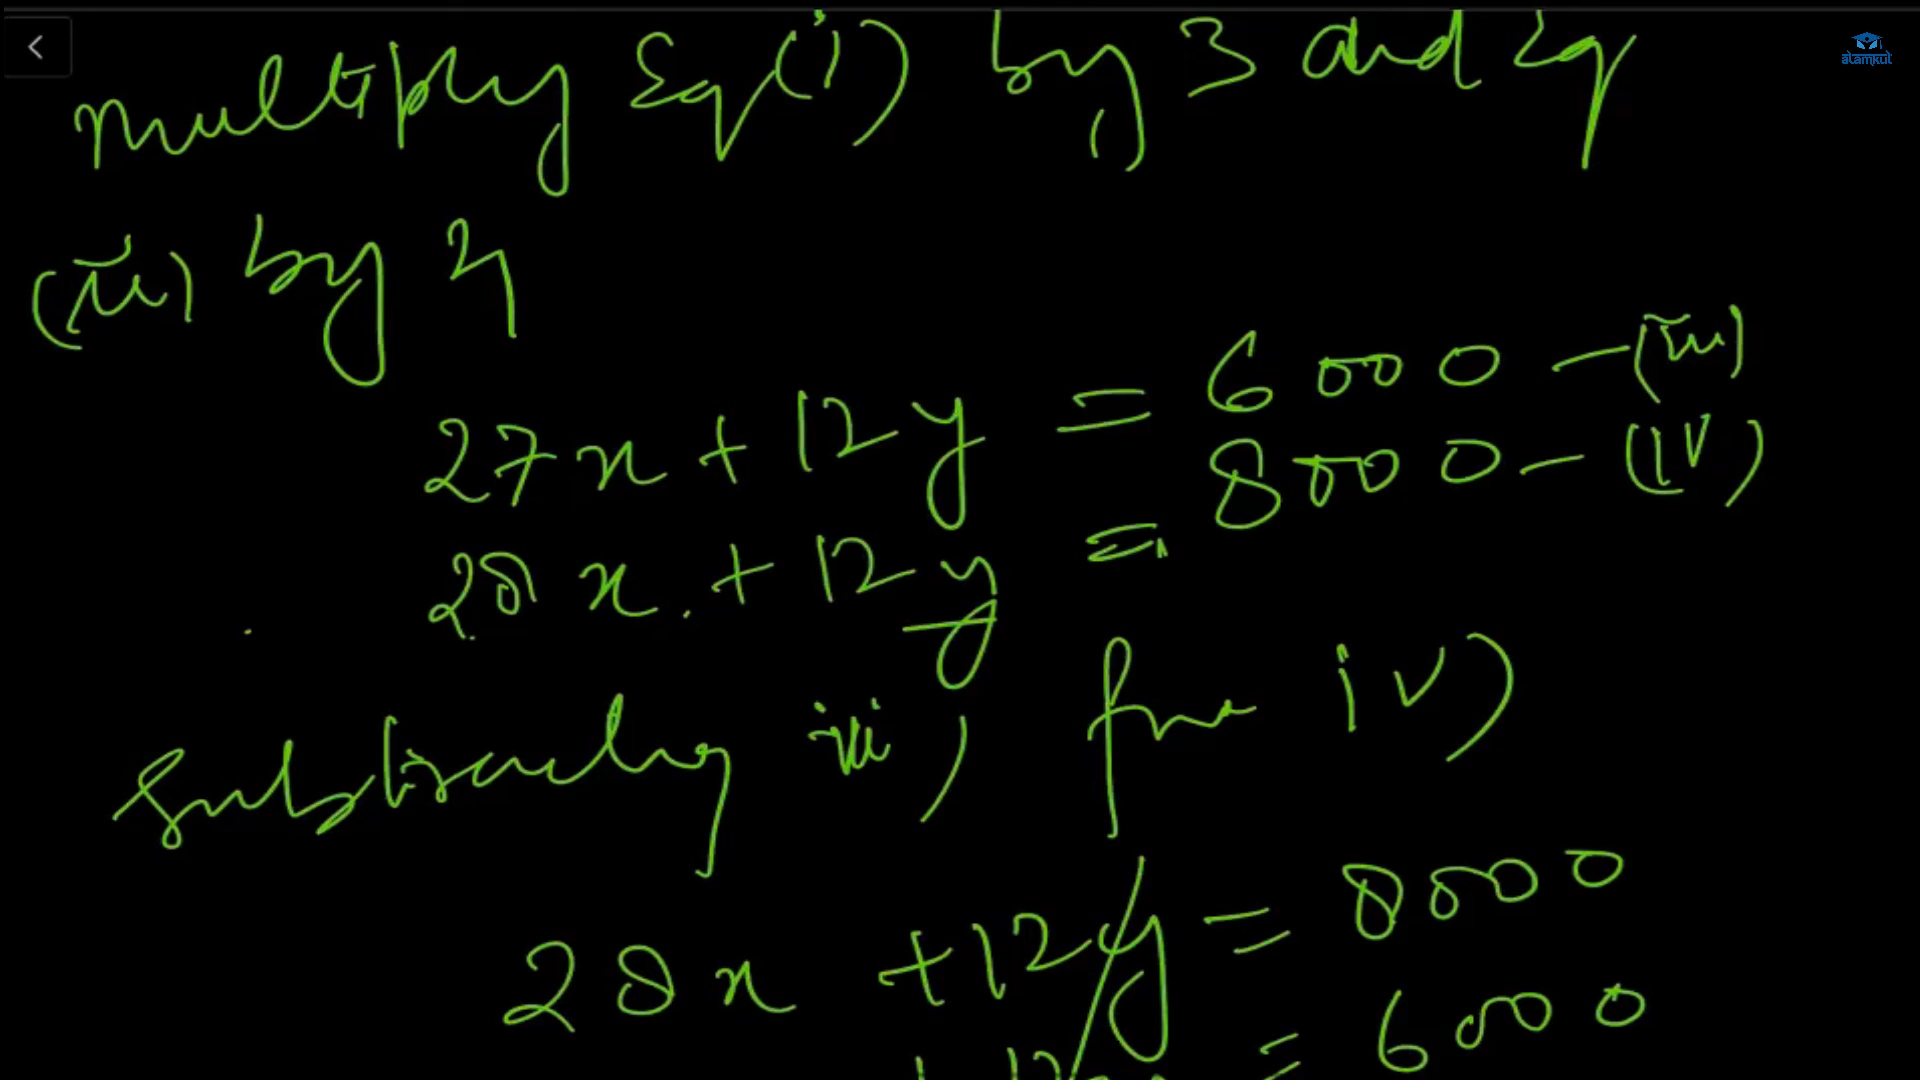 multiply Eq (i) by 3 and Eq
(ii) by 4
27x + 12y = 6000 - (iii)
28x + 12y = 8000 - (iv)
Subtracting iii) from iv)
28x + 12y = 8000
= 6000
alamkul